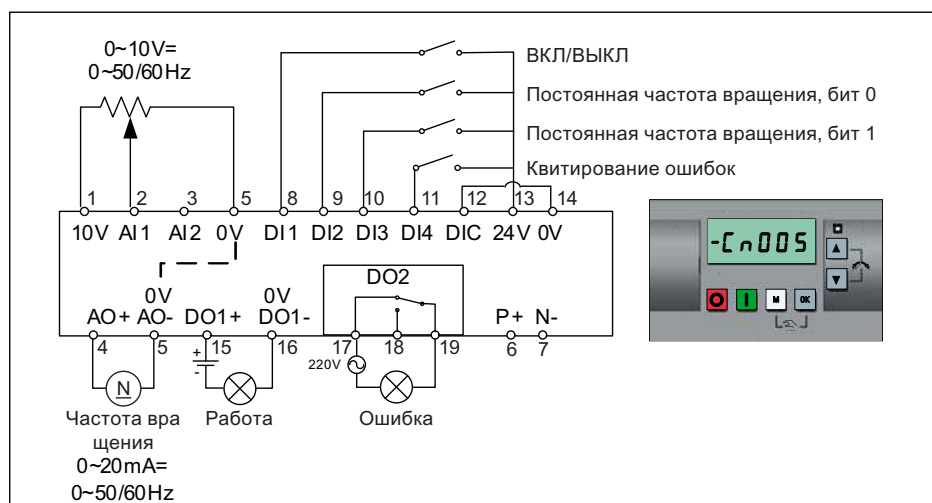 0~10V=
0~50/60Hz
ВКЛ/ВЫКЛ
Постоянная частота вращения, бит 0
Постоянная частота вращения, бит 1
Квитирование ошибок
1 2 3 5 8 9 10 11 12 13 14
10V AI1 AI2 0V DI1 DI2 DI3 DI4 DIC 24V 0V
-Cn005
M OK
DO2
0V 0V
AO+ AO- DO1+ DO1- P+ N-
4 5 15 16 17 18 19 6 7
+
-
220V
N
Частота вра
щения
0~20mA=
0~50/60Hz
Работа
Ошибка